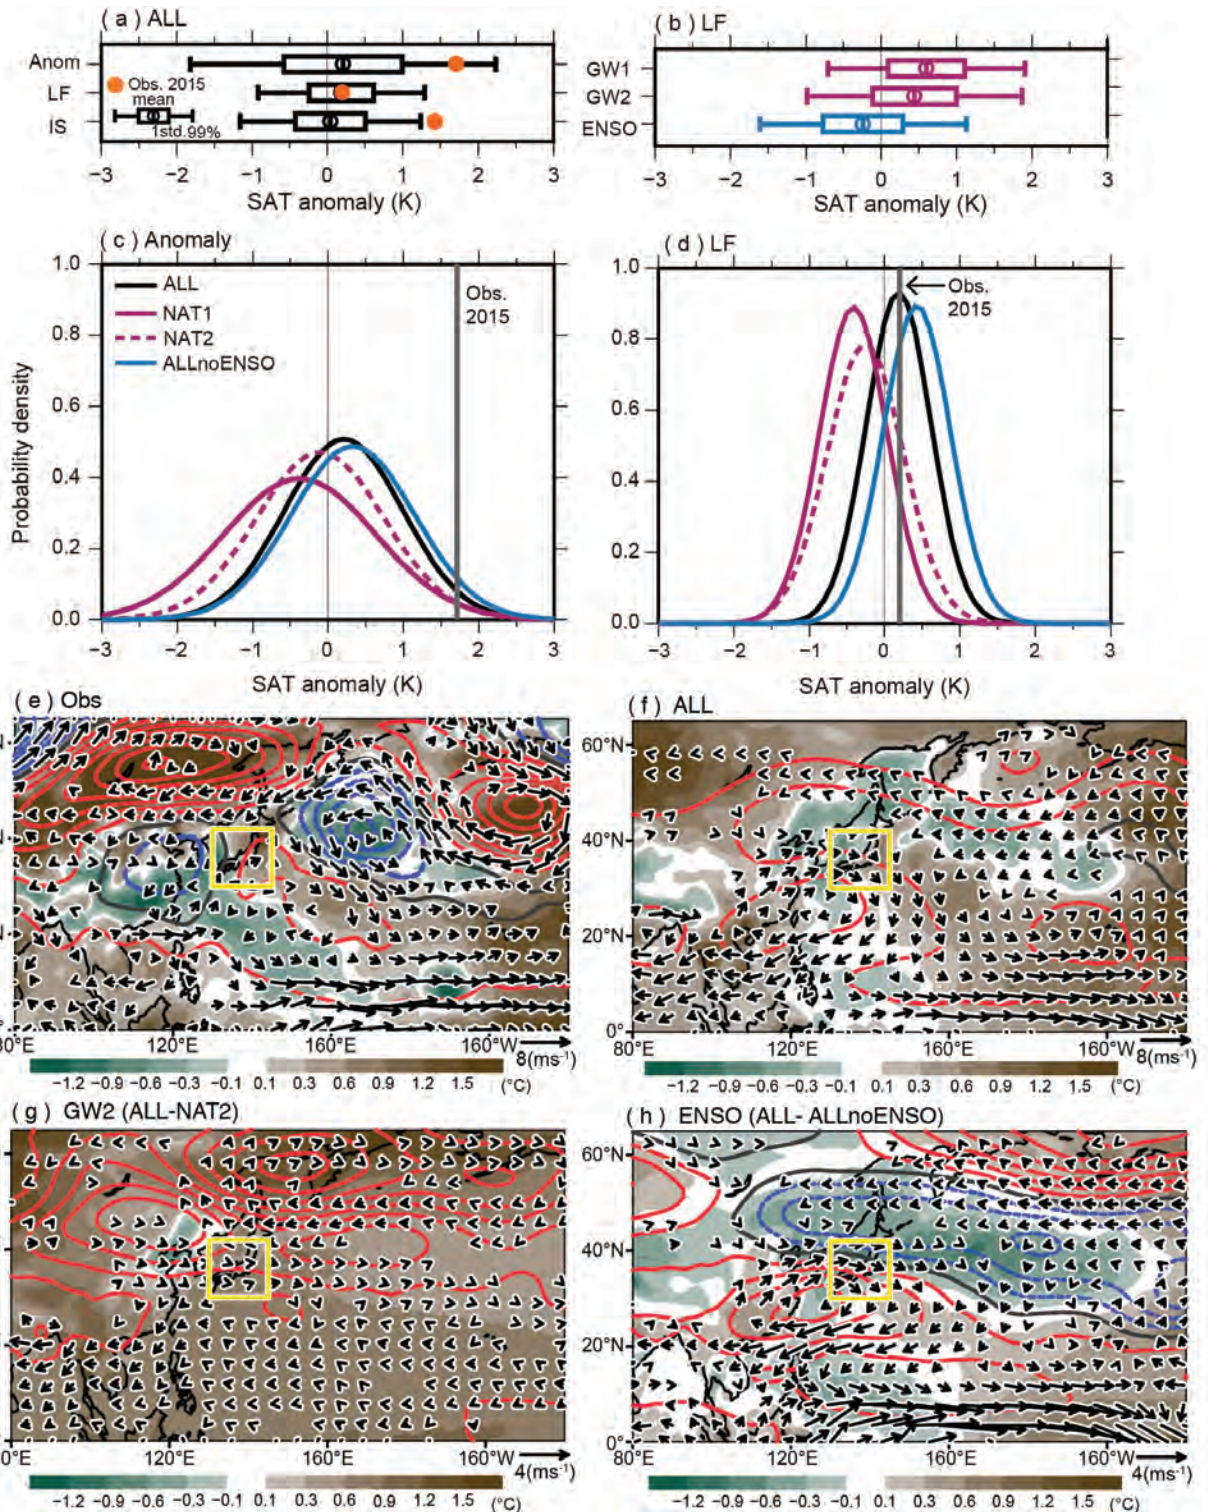 ( a ) ALL
Anom
LF
IS
Obs. 2015
mean
1std.99%
−3 −2 −1 0 1 2 3
SAT anomaly (K)
( b ) LF
GW1
GW2
ENSO
−3 −2 −1 0 1 2 3
SAT anomaly (K)
( c ) Anomaly
1.0
0.8
0.6
0.4
0.2
0.0
Probability density
ALL
NAT1
NAT2
ALLnoENSO
Obs.
2015
−3 −2 −1 0 1 2 3
SAT anomaly (K)
( d ) LF
1.0
0.8
0.6
0.4
0.2
0.0
Obs.
2015
−3 −2 −1 0 1 2 3
SAT anomaly (K)
( e ) Obs
80°E 120°E 160°E 160°W 8(ms⁻¹)
−1.2 −0.9 −0.6 −0.3 −0.1 0.1 0.3 0.6 0.9 1.2 1.5 (°C)
( f ) ALL
60°N
40°N
20°N
0°
80°E 120°E 160°E 160°W 8(ms⁻¹)
−1.2 −0.9 −0.6 −0.3 −0.1 0.1 0.3 0.6 0.9 1.2 1.5 (°C)
( g ) GW2 (ALL-NAT2)
80°E 120°E 160°E 160°W 4(ms⁻¹)
−1.2 −0.9 −0.6 −0.3 −0.1 0.1 0.3 0.6 0.9 1.2 1.5 (°C)
( h ) ENSO (ALL- ALLnoENSO)
60°N
40°N
20°N
0°
80°E 120°E 160°E 160°W 4(ms⁻¹)
−1.2 −0.9 −0.6 −0.3 −0.1 0.1 0.3 0.6 0.9 1.2 1.5 (°C)